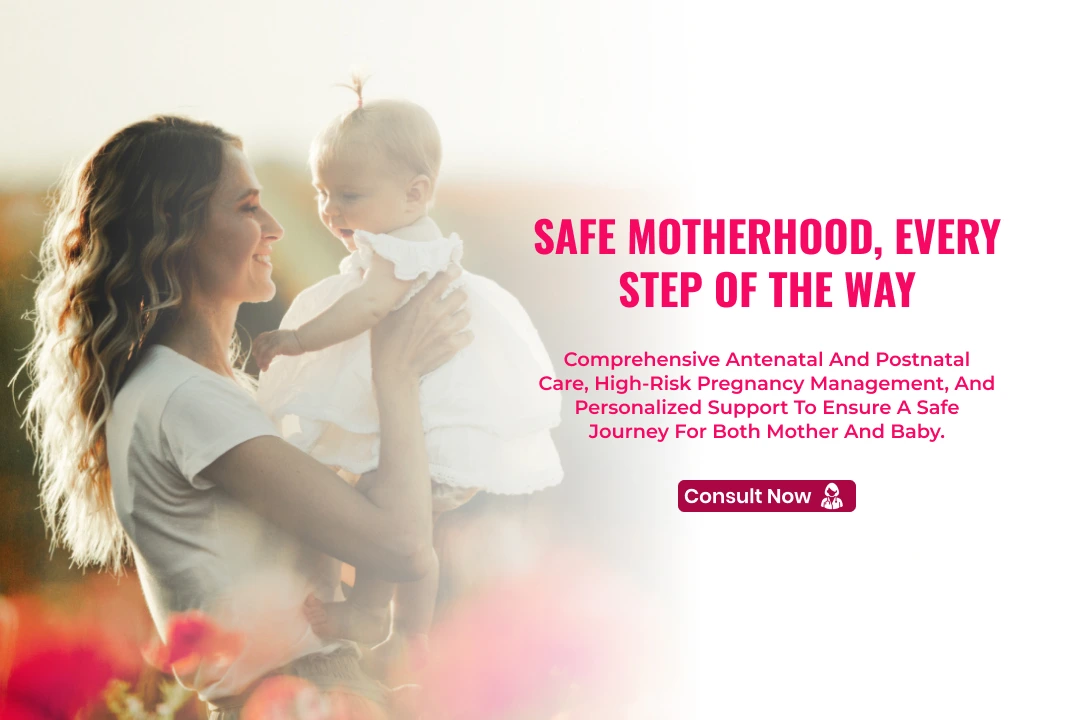 SAFE MOTHERHOOD, EVERY
STEP OF THE WAY
Comprehensive Antenatal And Postnatal
Care, High-Risk Pregnancy Management, And
Personalized Support To Ensure A Safe
Journey For Both Mother And Baby.
Consult Now